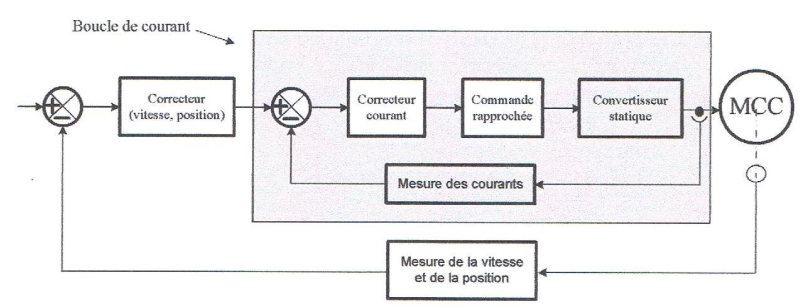 Boucle de courant
Correcteur
(vitesse, position)
Correcteur
courant
Commande
rapprochée
Convertisseur
statique
MCC
Mesure des courants
Mesure de la vitesse
et de la position